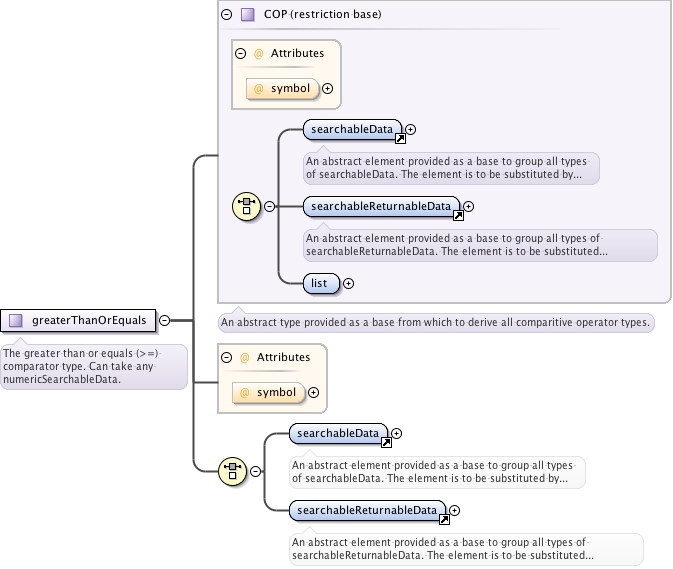 COP (restriction base)
@ Attributes
@ symbol
searchableData
An abstract element provided as a base to group all types
of searchableData. The element is to be substituted by...
searchableReturnableData
An abstract element provided as a base to group all types of
searchableReturnableData. The element is to be substituted...
list
An abstract type provided as a base from which to derive all comparitive operator types.
greaterThanOrEquals
The greater than or equals (>=)
comparator type. Can take any
numericSearchableData.
@ Attributes
@ symbol
searchableData
An abstract element provided as a base to group all types
of searchableData. The element is to be substituted by...
searchableReturnableData
An abstract element provided as a base to group all types of
searchableReturnableData. The element is to be substituted...